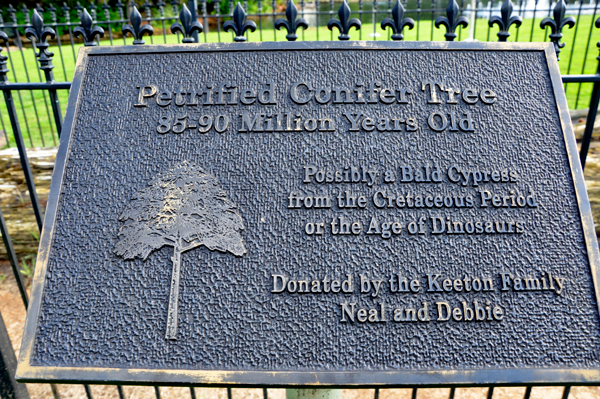 Petrified Conifer Tree
85-90 Million Years Old
Possibly a Bald Cypress
from the Cretaceous Period
or the Age of Dinosaurs
Donated by the Keeton Family
Neal and Debbie